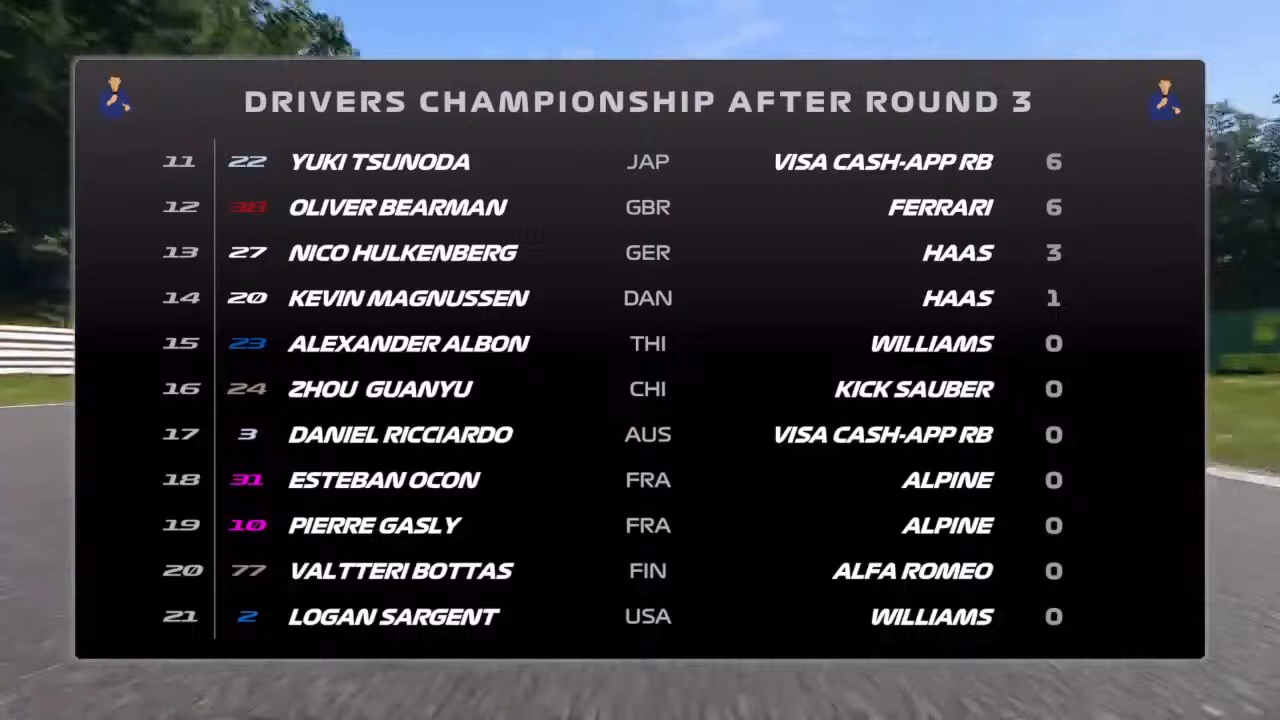 DRIVERS CHAMPIONSHIP AFTER ROUND 3
11 22 YUKI TSUNODA JAP VISA CASH-APP RB 6
12 38 OLIVER BEARMAN GBR FERRARI 6
13 27 NICO HULKENBERG GER HAAS 3
14 20 KEVIN MAGNUSSEN DAN HAAS 1
15 23 ALEXANDER ALBON THI WILLIAMS 0
16 24 ZHOU GUANYU CHI KICK SAUBER 0
17 3 DANIEL RICCIARDO AUS VISA CASH-APP RB 0
18 31 ESTEBAN OCON FRA ALPINE 0
19 10 PIERRE GASLY FRA ALPINE 0
20 77 VALTTERI BOTTAS FIN ALFA ROMEO 0
21 2 LOGAN SARGENT USA WILLIAMS 0